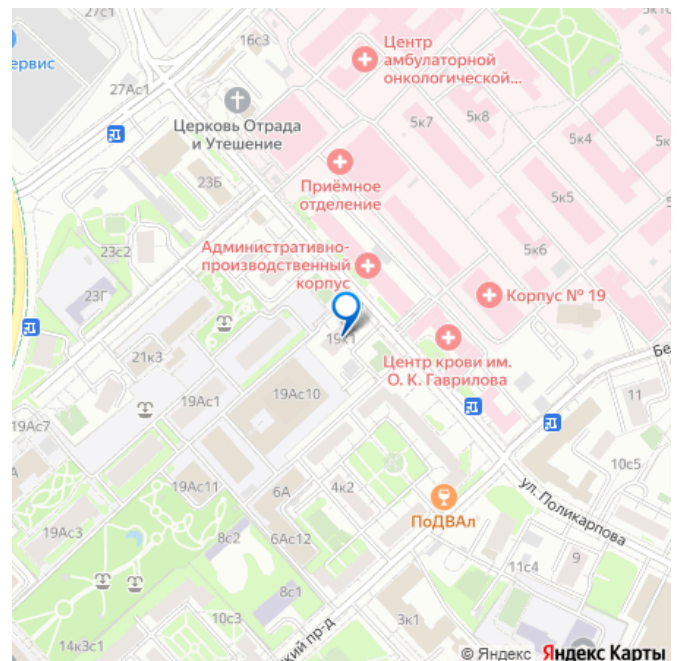 27с1
16с3
5к10
Центр
амбулаторной
онкологической...
ервис
27Ас1
Церковь Отрада
и Утешение
5к7
5к8
5к4
5к
23Б
Приёмное
отделение
5к5
23с2
Административно-
производственный
корпус
5к6
23Г
Корпус № 19
19к1
21к3
Центр крови им.
О. К. Гаврилова
Бе
19Ас1
19Ас10
11
19Ас7
А
10с5
19Ас11
6А
4к2
ПоДВАл
ул. Поликарпова
19Ас3
8с2
6Ас12
11с4
9
8с1
10с3
3к1
кий пр-д
14к3с1
© Яндекс Яндекс Карты